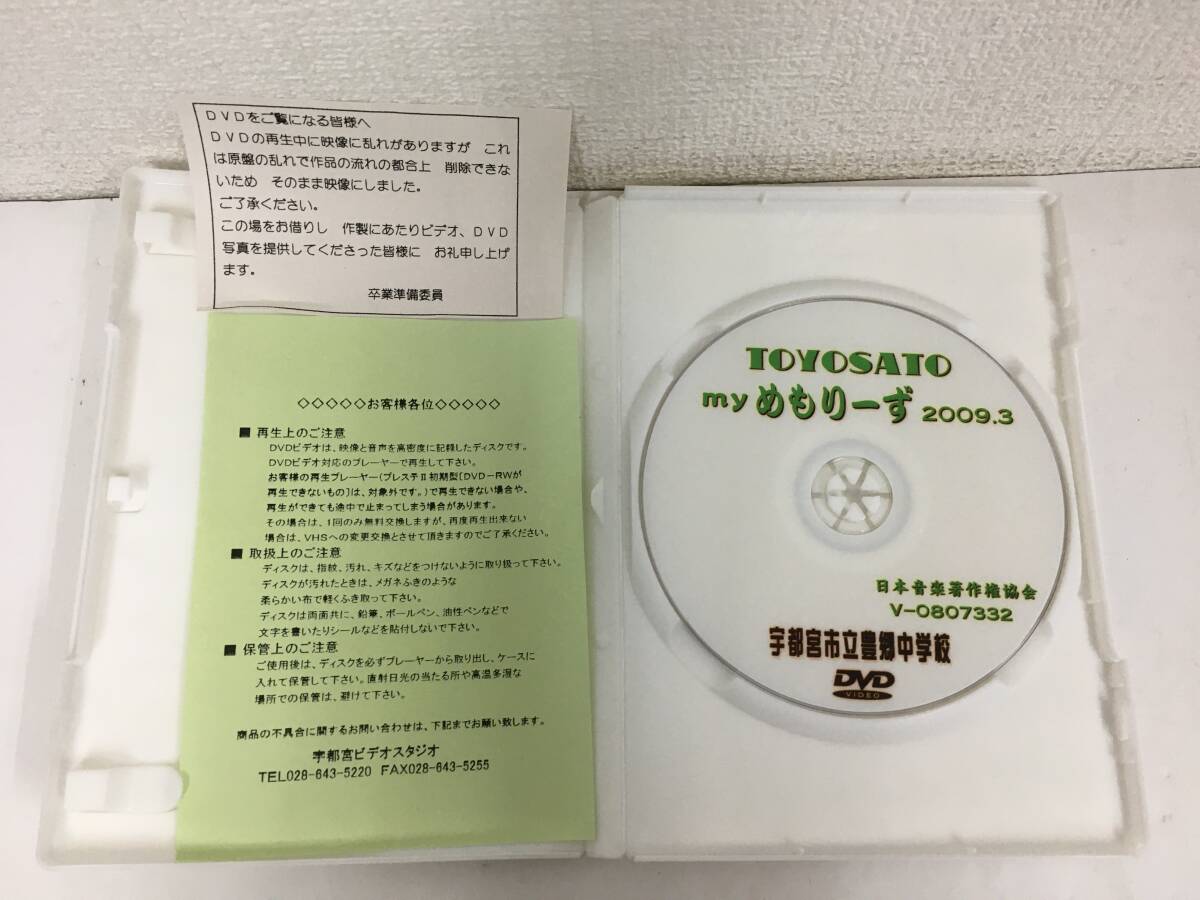 DVDをご覧になる皆様へ
DVDの再生中に映像に乱れがありますが　これ
は原盤の乱れで作品の流れの都合上　削除できな
いため　そのまま映像にしました。
ご了承ください。
この場をお借りし　作製にあたりビデオ、DVD
写真を提供してくださった皆様に　お礼申し上げ
ます。
卒業準備委員
◇◇◇◇◇お客様各位◇◇◇◇◇
■ 再生上のご注意
DVDビデオは、映像と音声を高密度に記録したディスクです。
DVDビデオ対応のプレーヤーで再生して下さい。
お客様の再生プレーヤー(プレステⅡ初期型[DVD-RWが
再生できないもの]は、対象外です。)で再生できない場合や、
再生ができても途中で止まってしまう場合があります。
その場合は、1回のみ無料交換しますが、再度再生出来ない
場合は、VHSへの変更交換とさせて頂きますのでご了承ください。
■ 取扱上のご注意
ディスクは、指紋、汚れ、キズなどをつけないように取り扱って下さい。
ディスクが汚れたときは、メガネふきのような
柔らかい布で軽くふき取って下さい。
ディスクは両面共に、鉛筆、ボールペン、油性ペンなどで
文字を書いたりシールなどを貼付しないで下さい。
■ 保管上のご注意
ご使用後は、ディスクを必ずプレーヤーから取り出し、ケースに
入れて保管して下さい。直射日光の当たる所や高温多湿な
場所での保管は、避けて下さい。
商品の不具合に関するお問い合わせは、下記までお願い致します。
宇都宮ビデオスタジオ
TEL028-643-5220 FAX028-643-5255
TOYOSATO
my めもりーず 2009.3
日本音楽著作権協会
V-0807332
宇都宮市立豊郷中学校
DVD
VIDEO